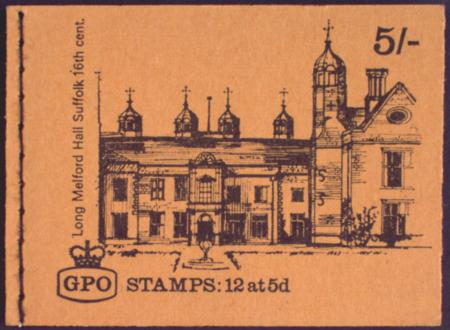 5/-
Long Melford Hall Suffolk 16th cent.
GPO STAMPS: 12 at 5d